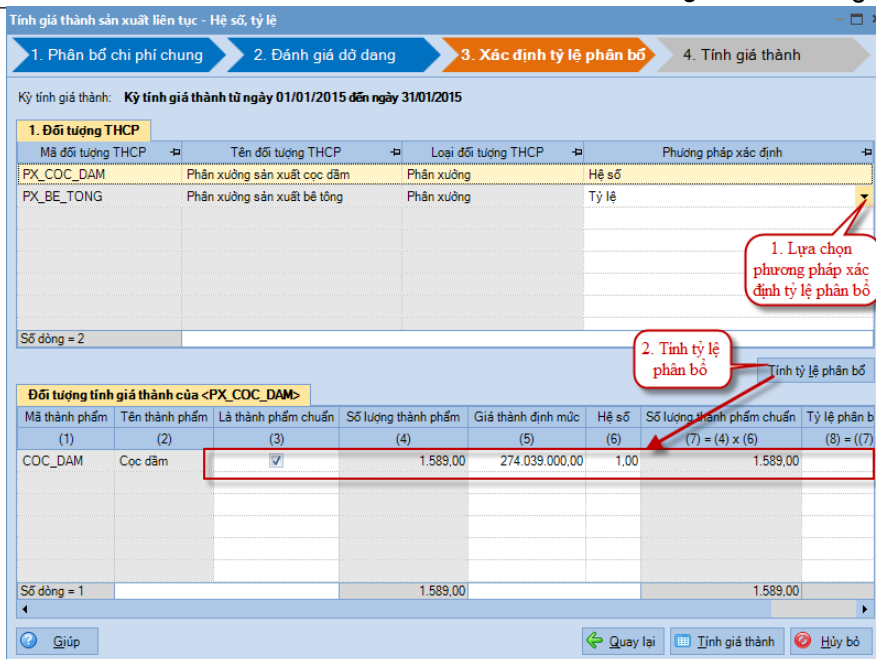 Tính giá thành sản xuất liên tục - Hệ số, tỷ lệ
1. Phân bổ chi phí chung 2. Đánh giá dở dang 3. Xác định tỷ lệ phân bổ 4. Tính giá thành
Kỳ tính giá thành: Kỳ tính giá thành từ ngày 01/01/2015 đến ngày 31/01/2015
1. Đối tượng THCP
Mã đối tượng THCP Tên đối tượng THCP Loại đối tượng THCP Phương pháp xác định
PX_COC_DAM Phân xưởng sản xuất cọc dầm Phân xưởng Hệ số
PX_BE_TONG Phân xưởng sản xuất bê tông Phân xưởng Tỷ lệ
1. Lựa chọn
phương pháp xác
định tỷ lệ phân bổ
Số dòng = 2
2. Tính tỷ lệ
phân bổ
Tính tỷ lệ phân bổ
Đối tượng tính giá thành của <PX_COC_DAM>
Mã thành phẩm Tên thành phẩm Là thành phẩm chuẩn Số lượng thành phẩm Giá thành định mức Hệ số Số lượng thành phẩm chuẩn Tỷ lệ phân b
(1) (2) (3) (4) (5) (6) (7) = (4) x (6) (8) = ((7)
COC_DAM Cọc dầm 1.589,00 274.039.000,00 1,00 1.589,00
Số dòng = 1 1.589,00 1.589,00
Giúp Quay lại Tính giá thành Hủy bỏ